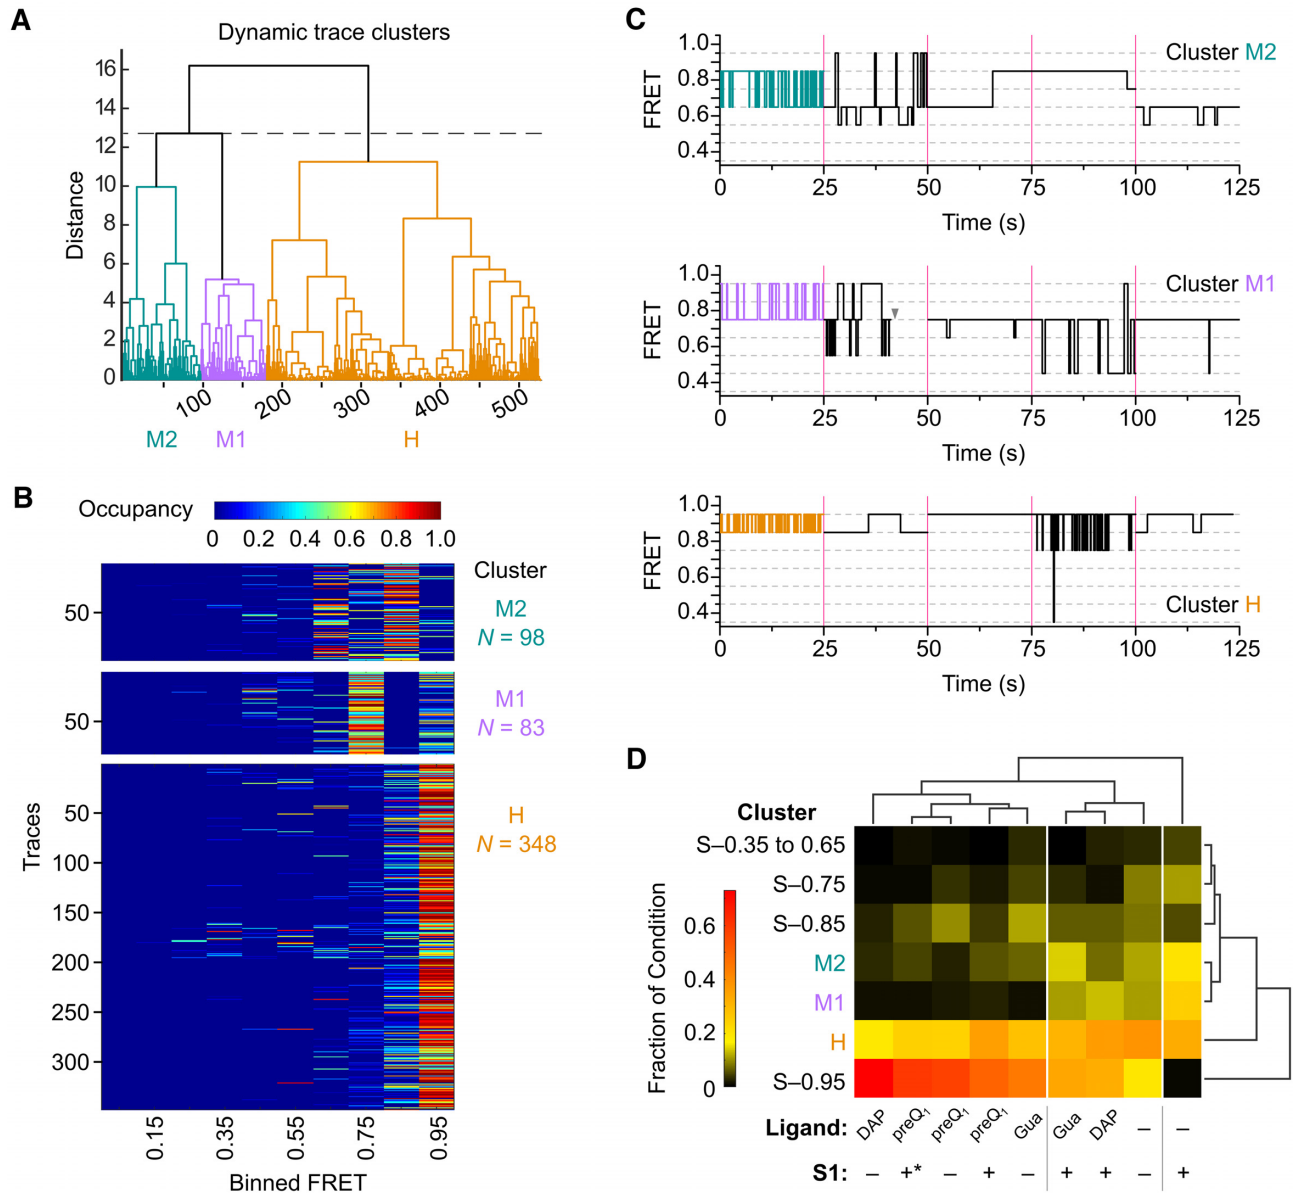 A
Dynamic trace clusters
Distance
16
14
12
10
8
6
4
2
0
100
200
300
400
500
M2
M1
H
B
Occupancy
0
0.2
0.4
0.6
0.8
1.0
Cluster
M2
N = 98
M1
N = 83
H
N = 348
Traces
50
50
50
100
150
200
250
300
0.15
0.35
0.55
0.75
0.95
Binned FRET
C
FRET
1.0
0.8
0.6
0.4
Cluster M2
0
25
50
75
100
125
Time (s)
FRET
1.0
0.8
0.6
0.4
Cluster M1
0
25
50
75
100
125
Time (s)
FRET
1.0
0.8
0.6
0.4
Cluster H
0
25
50
75
100
125
Time (s)
D
Cluster
S–0.35 to 0.65
S–0.75
S–0.85
M2
M1
H
S–0.95
Fraction of Condition
0.6
0.4
0.2
0
Ligand: DAP preQ₁ preQ₁ preQ₁ Gua Gua DAP – –
S1: – +* – + – + + – +